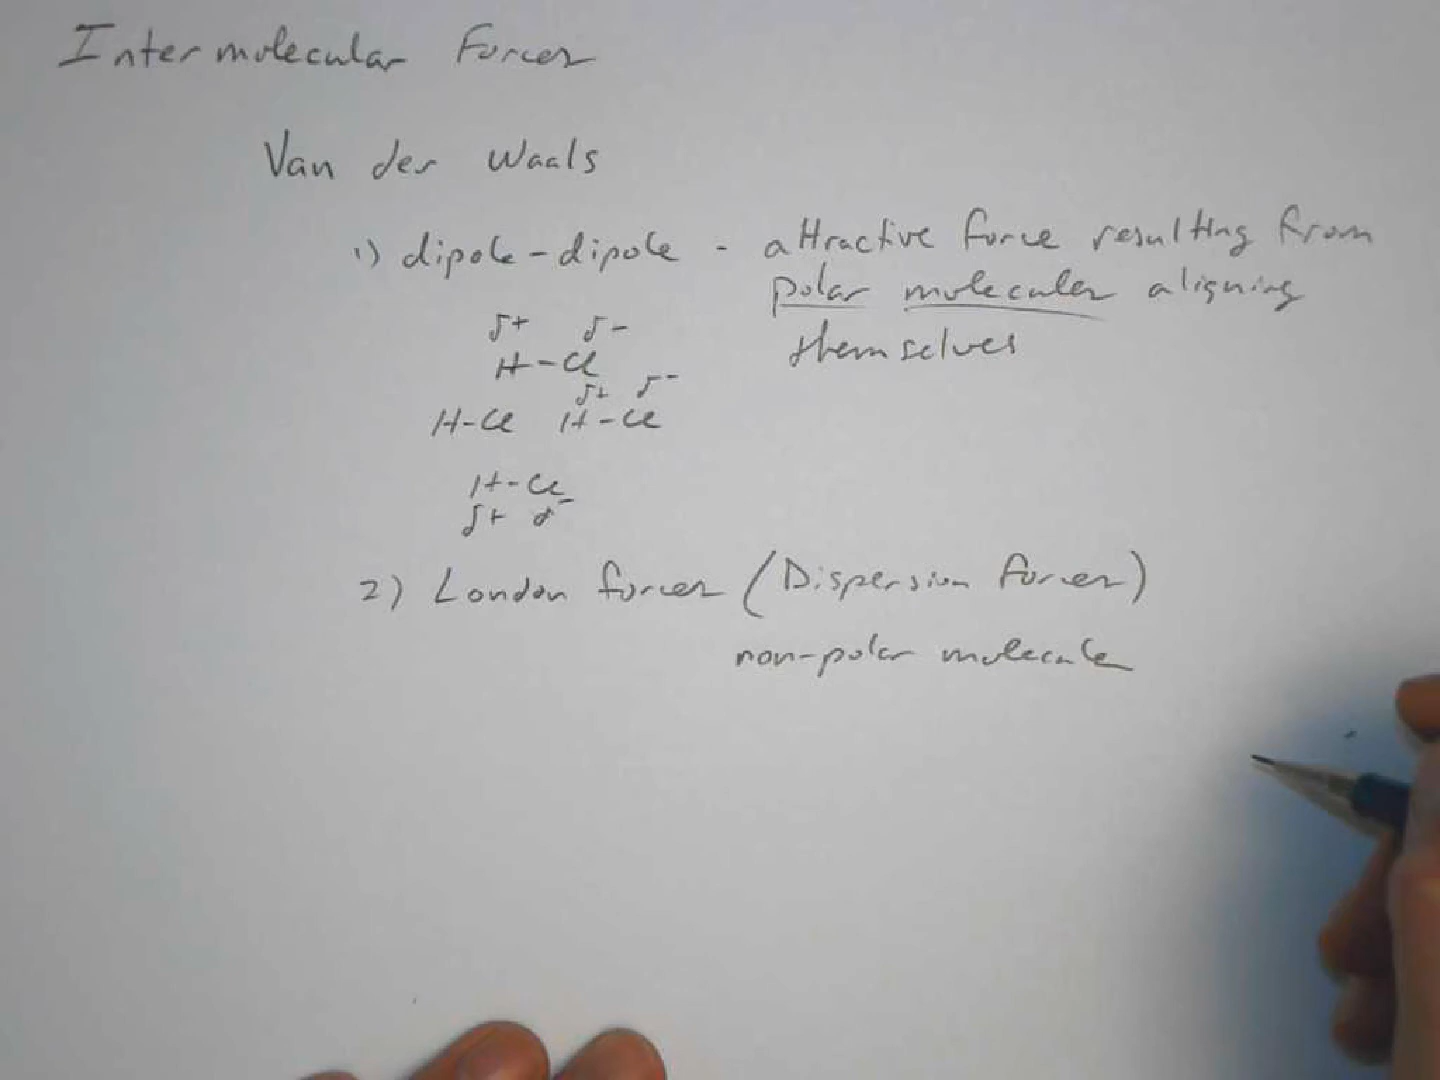 Intermolecular Forces
Van der Waals
1) dipole-dipole - attractive force resulting from
polar molecules aligning
themselves
δ+ δ-
H-Cl
δ+ δ-
H-Cl H-Cl
H-Cl
δ+ δ-
2) London forces (Dispersion forces)
non-polar molecule